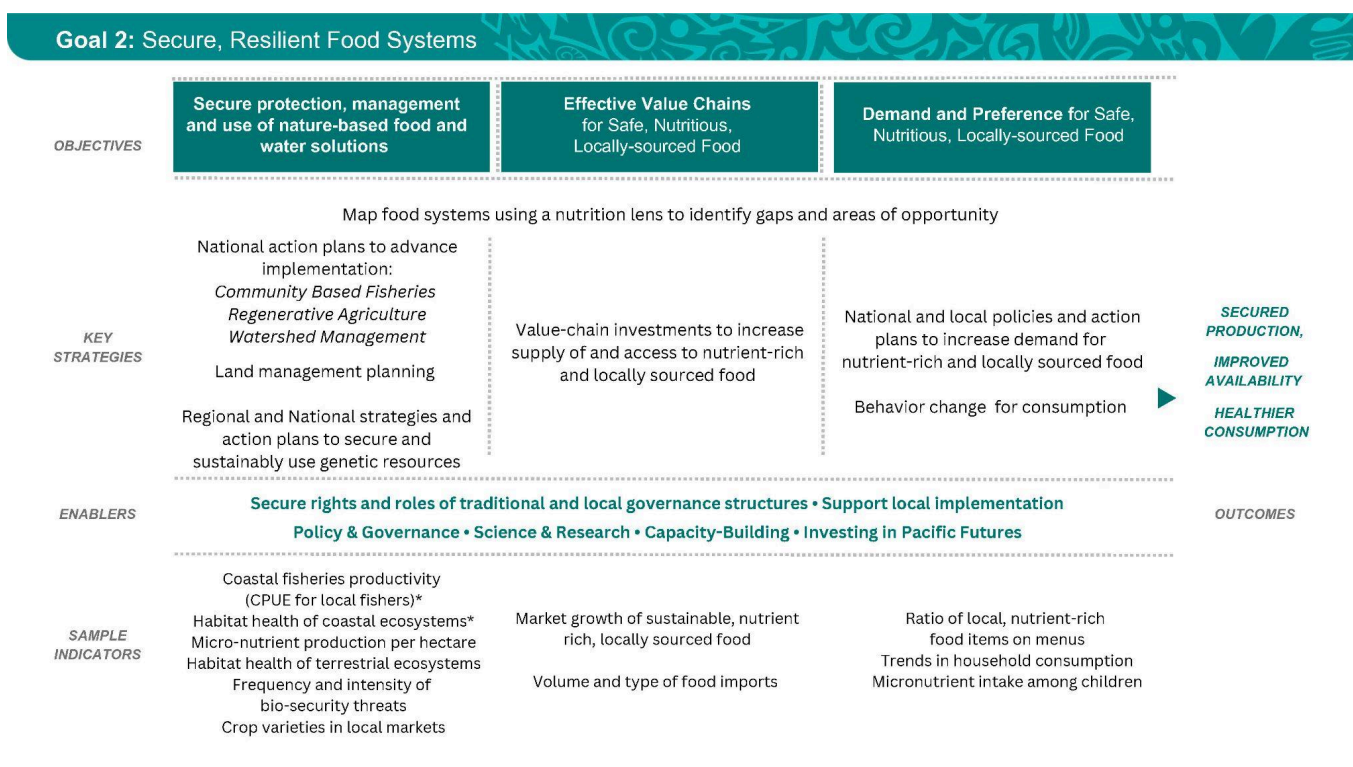 Goal 2: Secure, Resilient Food Systems
OBJECTIVES
Secure protection, management
and use of nature-based food and
water solutions
Effective Value Chains
for Safe, Nutritious,
Locally-sourced Food
Demand and Preference for Safe,
Nutritious, Locally-sourced Food
Map food systems using a nutrition lens to identify gaps and areas of opportunity
KEY
STRATEGIES
National action plans to advance
implementation:
Community Based Fisheries
Regenerative Agriculture
Watershed Management
Land management planning
Regional and National strategies and
action plans to secure and
sustainably use genetic resources
Value-chain investments to increase
supply of and access to nutrient-rich
and locally sourced food
National and local policies and action
plans to increase demand for
nutrient-rich and locally sourced food
Behavior change for consumption
SECURED
PRODUCTION,
IMPROVED
AVAILABILITY
HEALTHIER
CONSUMPTION
ENABLERS
Secure rights and roles of traditional and local governance structures • Support local implementation
Policy & Governance • Science & Research • Capacity-Building • Investing in Pacific Futures
OUTCOMES
SAMPLE
INDICATORS
Coastal fisheries productivity
(CPUE for local fishers)*
Habitat health of coastal ecosystems*
Micro-nutrient production per hectare
Habitat health of terrestrial ecosystems
Frequency and intensity of
bio-security threats
Crop varieties in local markets
Market growth of sustainable, nutrient
rich, locally sourced food
Volume and type of food imports
Ratio of local, nutrient-rich
food items on menus
Trends in household consumption
Micronutrient intake among children